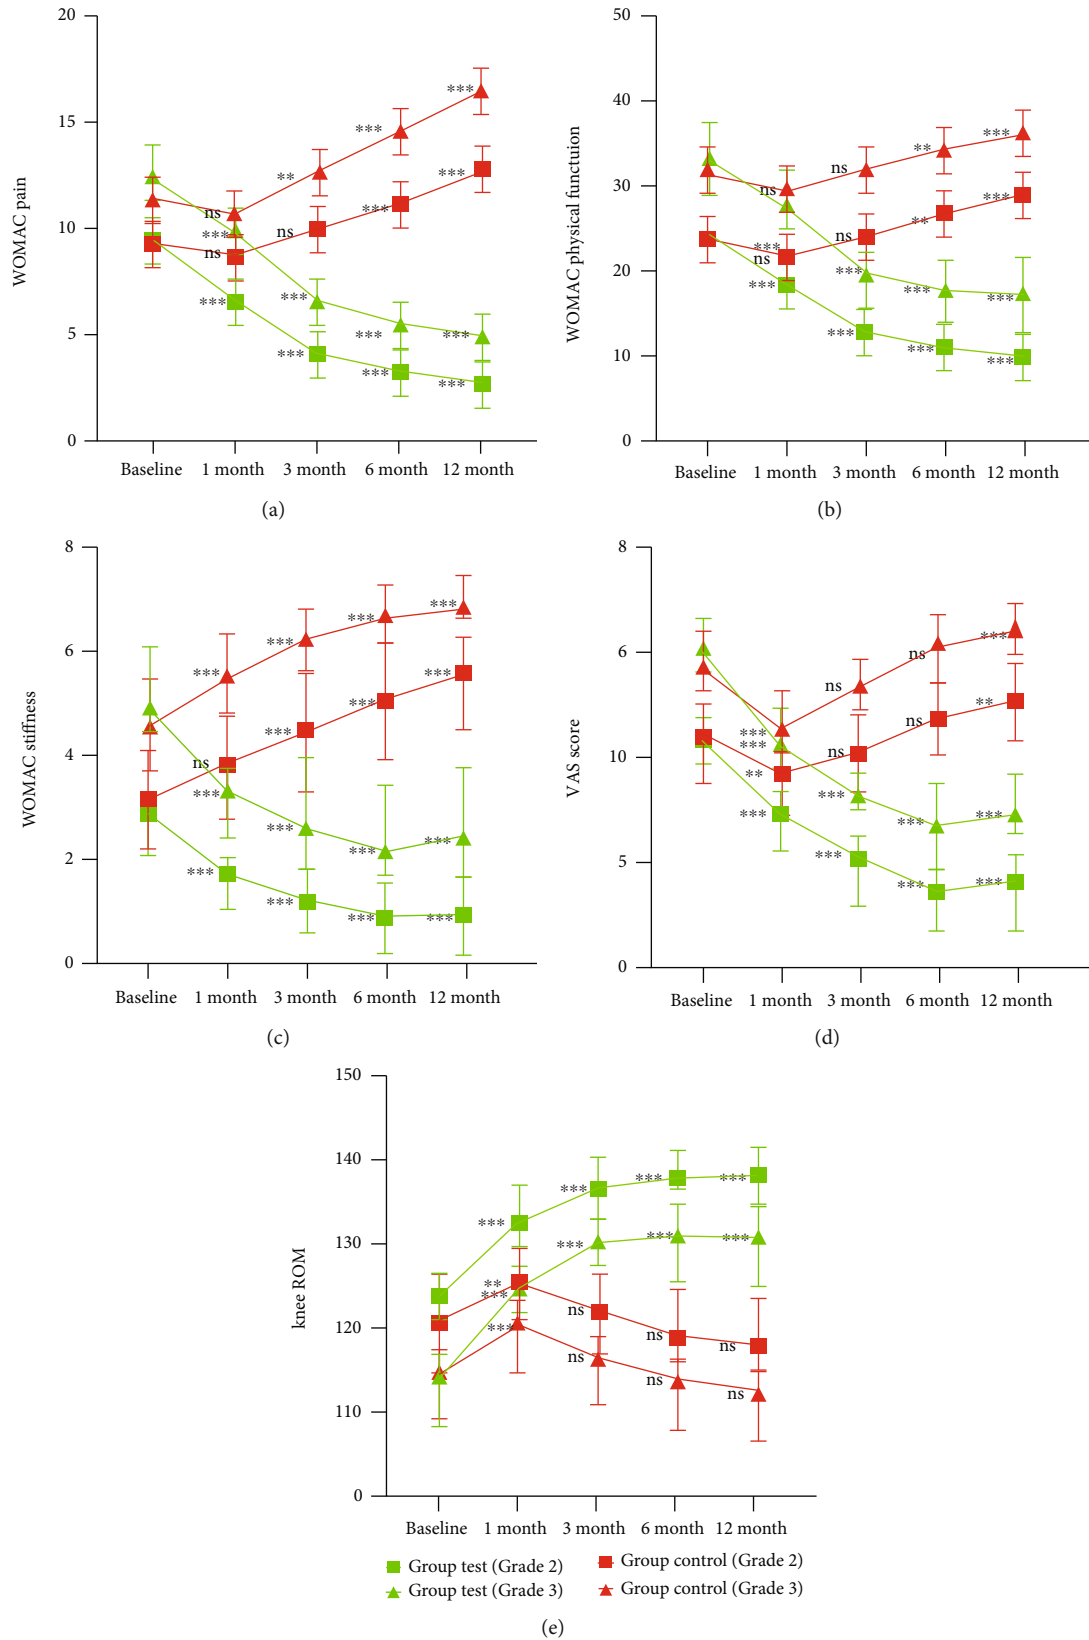 20
15
10
5
0
WOMAC pain
ns
**
***
***
***
ns
ns
***
***
***
***
***
***
***
***
***
***
***
Baseline 1 month 3 month 6 month 12 month
(a)
50
40
30
20
10
0
WOMAC physical functuion
ns
ns
**
***
***
ns
ns
**
***
***
***
***
***
***
***
***
***
Baseline 1 month 3 month 6 month 12 month
(b)
8
6
4
2
0
WOMAC stiffness
***
***
***
***
ns
***
***
***
***
***
***
***
***
***
***
***
Baseline 1 month 3 month 6 month 12 month
(c)
8
6
10
5
0
VAS score
***
***
ns
ns
***
**
ns
ns
**
***
***
***
***
***
***
***
Baseline 1 month 3 month 6 month 12 month
(d)
150
140
130
120
110
0
knee ROM
***
***
***
***
**
***
***
***
***
***
ns
ns
ns
ns
ns
ns
Baseline 1 month 3 month 6 month 12 month
Group test (Grade 2) Group control (Grade 2)
Group test (Grade 3) Group control (Grade 3)
(e)